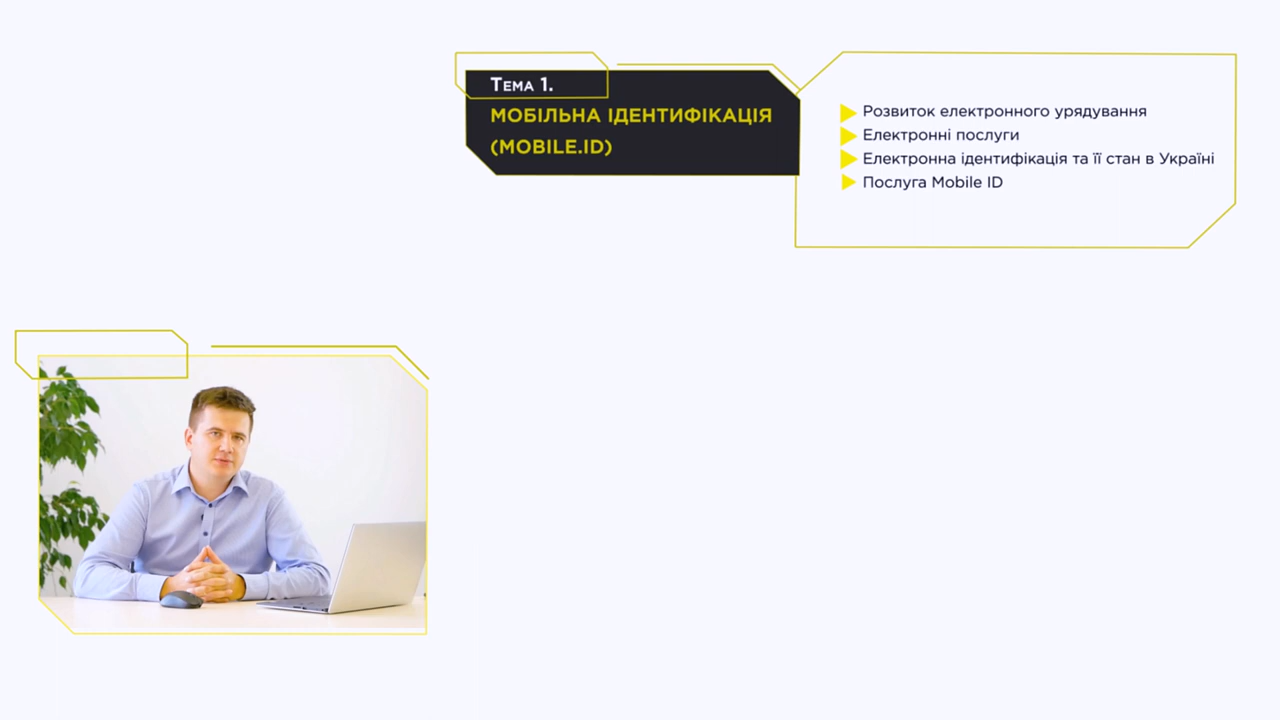 Тема 1.
МОБІЛЬНА ІДЕНТИФІКАЦІЯ
(MOBILE.ID)
Розвиток електронного урядування
Електронні послуги
Електронна ідентифікація та її стан в Україні
Послуга Mobile ID